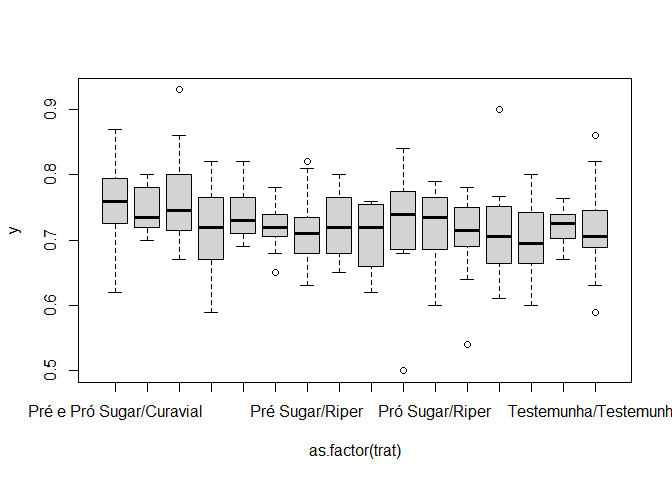 0.9
0.8
0.7
0.6
0.5
y
Pré e Pró Sugar/Curavial Pré Sugar/Riper Pró Sugar/Riper Testemunha/Testemunh
as.factor(trat)